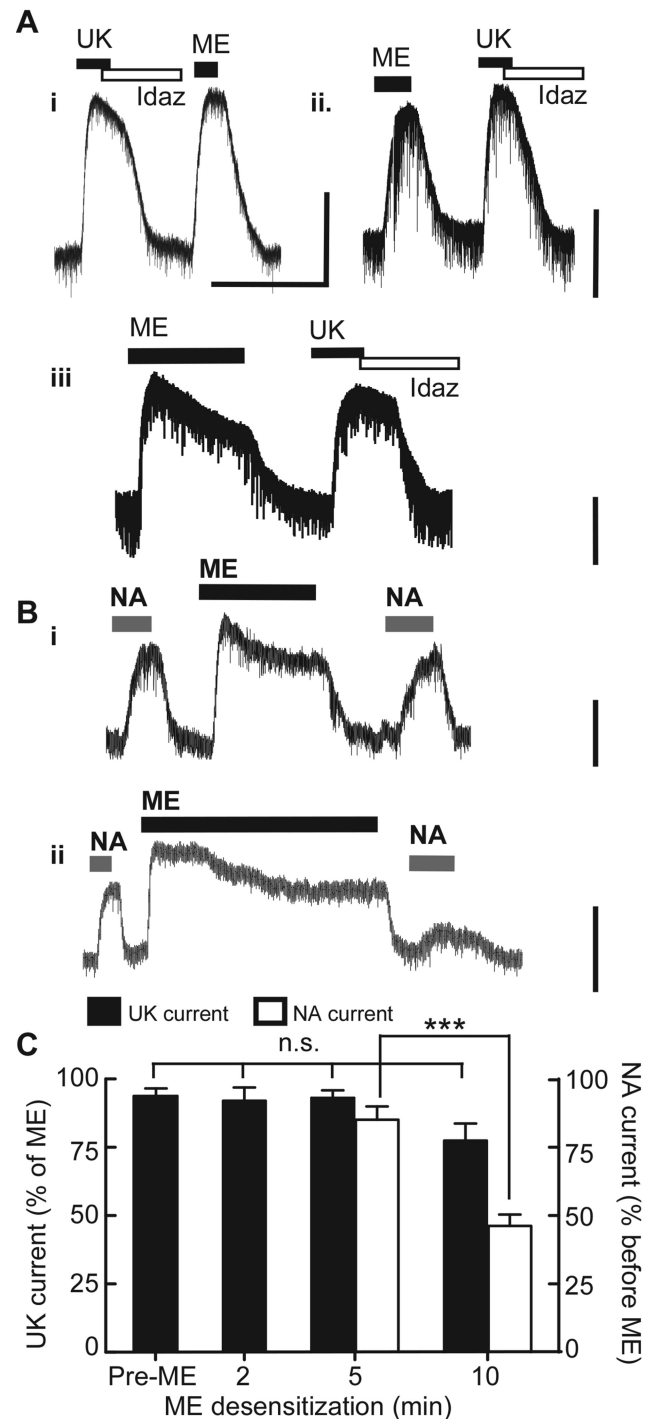 A
UK ME
i
Idaz
ME UK
ii.
Idaz
ME UK
iii
Idaz
B
NA ME NA
i
NA ME NA
ii
UK current NA current
C
n.s. ***
UK current (% of ME)
100
75
50
25
0
100
75
50
25
0
NA current (% before ME)
Pre-ME 2 5 10
ME desensitization (min)